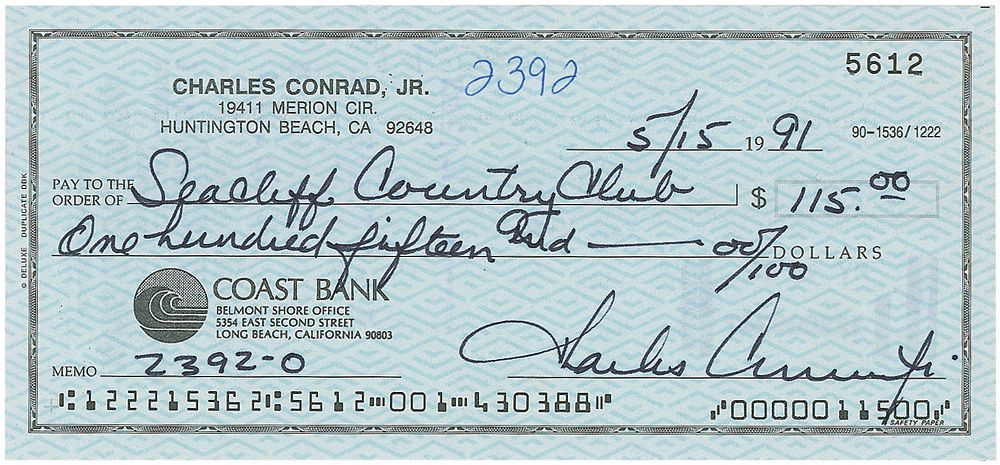 2392
5612
CHARLES CONRAD, JR.
19411 MERION CIR.
HUNTINGTON BEACH, CA 92648
5/15 19 91
90-1536/1222
PAY TO THE ORDER OF Seacliff Country Club $ 115.00
One hundred fifteen and 00/100 DOLLARS
© DELUXE DUPLICATE DBK
COAST BANK
BELMONT SHORE OFFICE
5354 EAST SECOND STREET
LONG BEACH, CALIFORNIA 90803
MEMO 2392-0
Charles Conrad Jr.
⑆122215362⑆5612⑈001⑈430388⑈ ⑇0000011500⑇
SAFETY PAPER